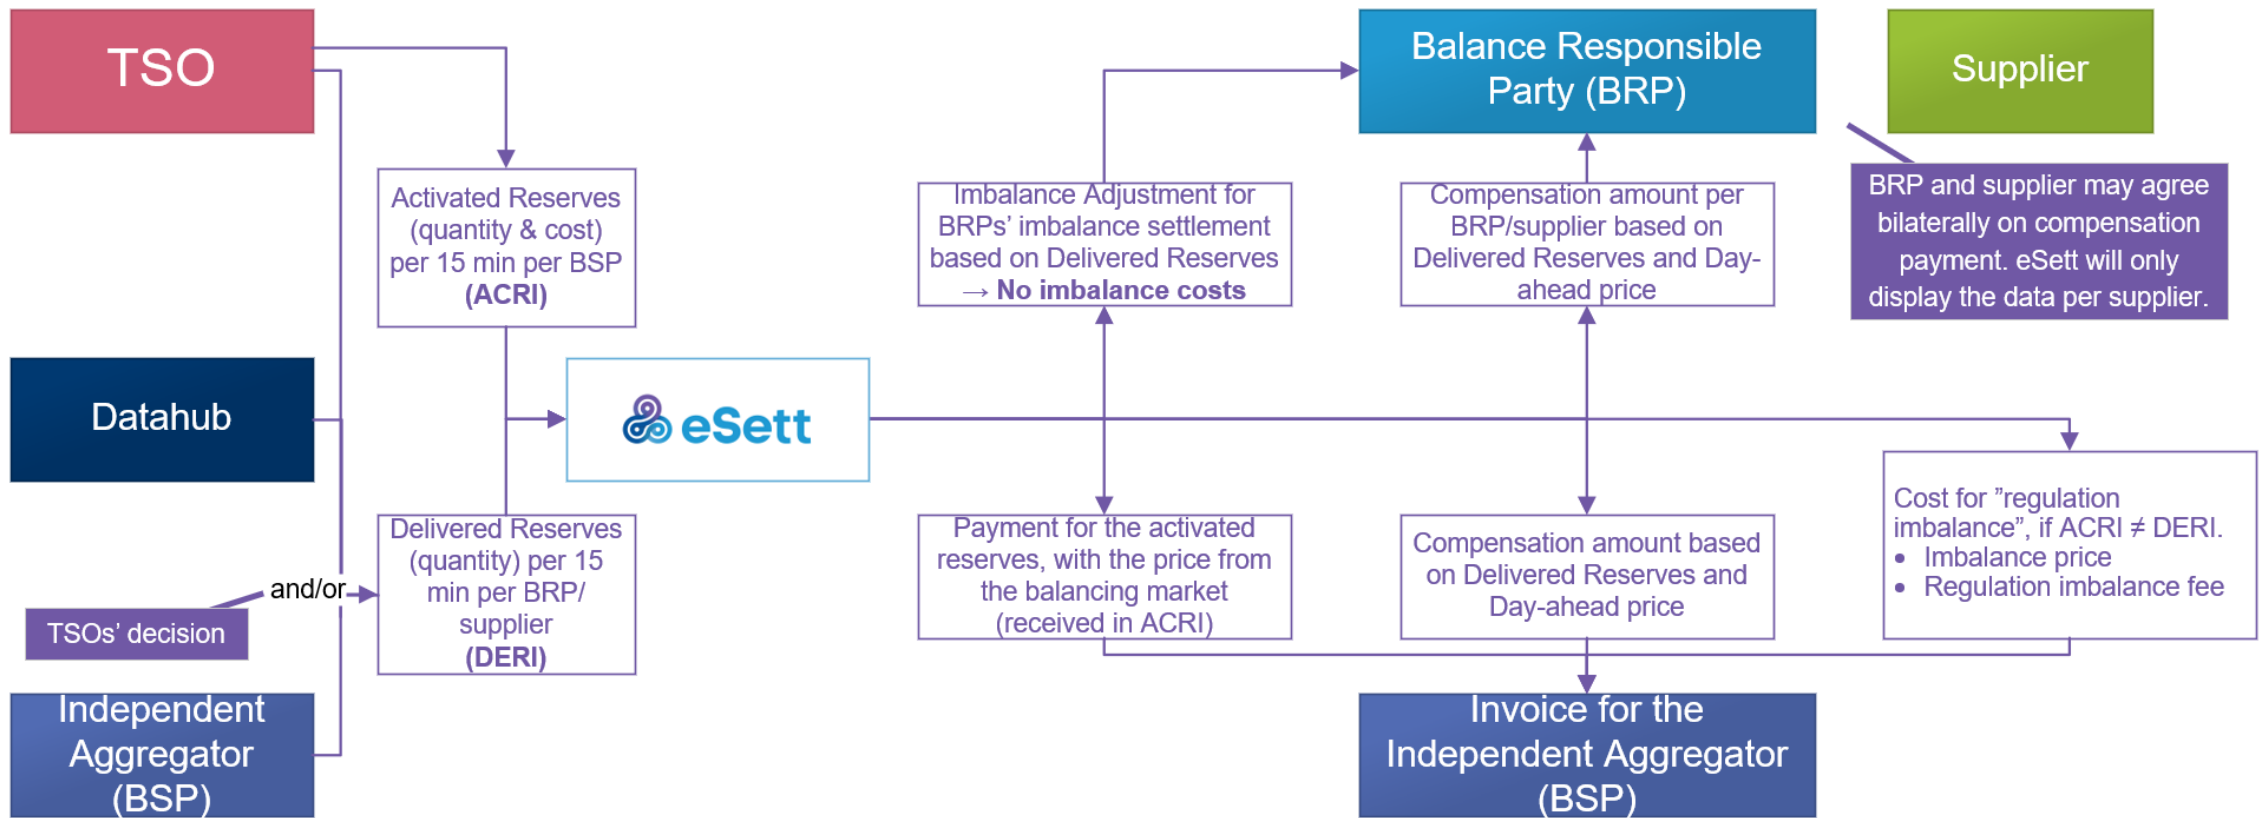 TSO
Activated Reserves
(quantity & cost)
per 15 min per BSP
(ACRI)
Datahub
Delivered Reserves
(quantity) per 15
min per BRP/
supplier
(DERI)
and/or
TSOs’ decision
Independent
Aggregator
(BSP)
eSett
Balance Responsible
Party (BRP)
Supplier
Imbalance Adjustment for
BRPs’ imbalance settlement
based on Delivered Reserves
→ No imbalance costs
Compensation amount per
BRP/supplier based on
Delivered Reserves and Day-
ahead price
BRP and supplier may agree
bilaterally on compensation
payment. eSett will only
display the data per supplier.
Payment for the activated
reserves, with the price from
the balancing market
(received in ACRI)
Compensation amount based
on Delivered Reserves and
Day-ahead price
Cost for ”regulation
imbalance”, if ACRI ≠ DERI.
• Imbalance price
• Regulation imbalance fee
Invoice for the
Independent Aggregator
(BSP)